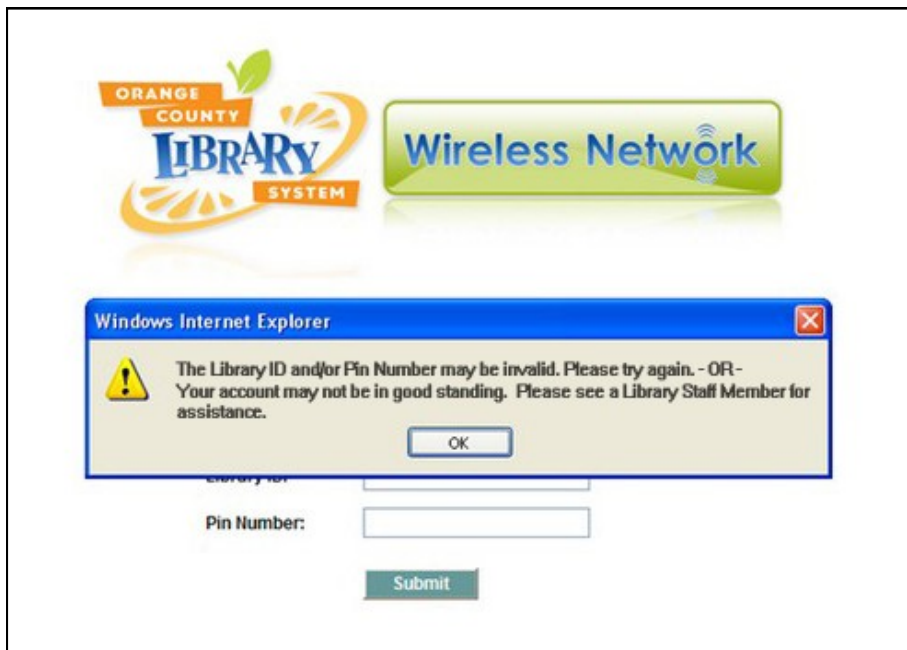 ORANGE
COUNTY
LIBRARY
SYSTEM
Wireless Network
Windows Internet Explorer
The Library ID and/or Pin Number may be invalid. Please try again. - OR -
Your account may not be in good standing.  Please see a Library Staff Member for
assistance.
OK
Library ID:
Pin Number:
Submit